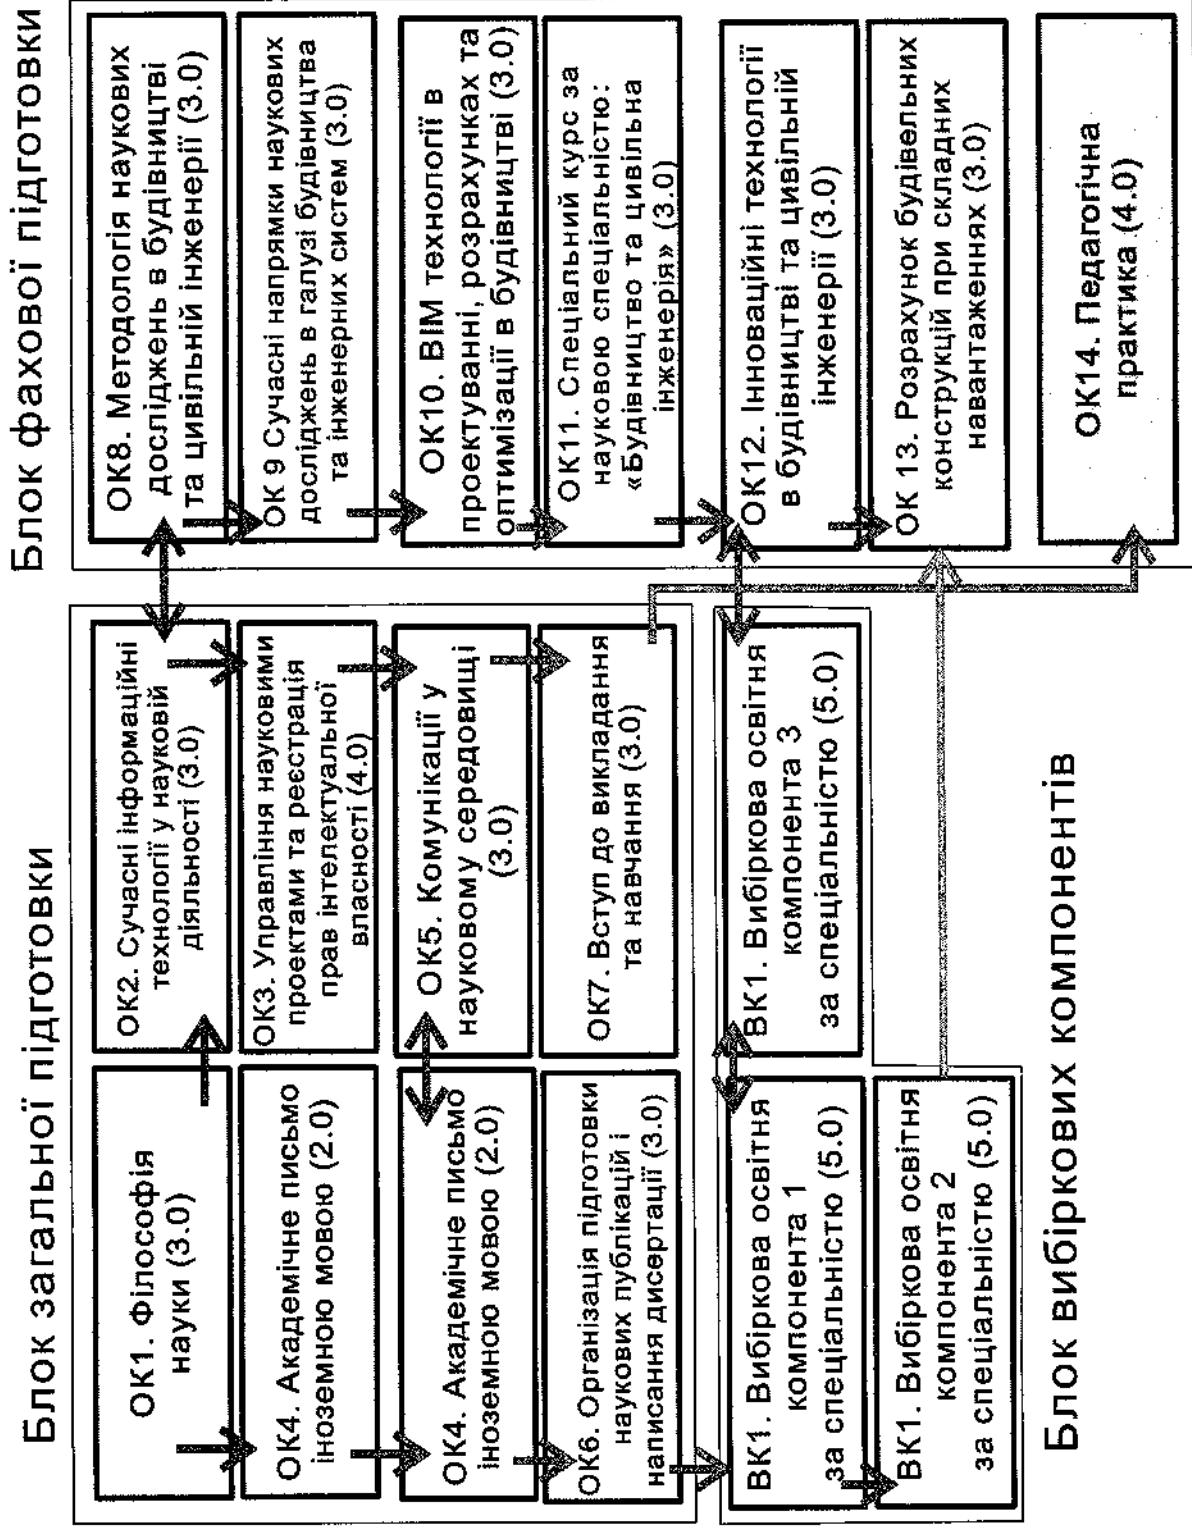 Блок загальної підготовки
ОК1. Філософія
науки (3.0)
ОК4. Академічне письмо
іноземною мовою (2.0)
ОК4. Академічне письмо
іноземною мовою (2.0)
ОК6. Організація підготовки
наукових публікацій і
написання дисертації (3.0)
ОК2. Сучасні інформаційні
технології у науковій
діяльності (3.0)
ОК3. Управління науковими
проектами та реєстрація
прав інтелектуальної
власності (4.0)
ОК5. Комунікації у
науковому середовищі
(3.0)
ОК7. Вступ до викладання
та навчання (3.0)
Блок фахової підготовки
ОК8. Методологія наукових
досліджень в будівництві
та цивільній інженерії (3.0)
ОК 9 Сучасні напрямки наукових
досліджень в галузі будівництва
та інженерних систем (3.0)
ОК10. ВІМ технології в
проектуванні, розрахунках та
оптимізації в будівництві (3.0)
ОК11. Спеціальний курс за
науковою спеціальністю:
«Будівництво та цивільна
інженерія» (3.0)
ОК12. Інноваційні технології
в будівництві та цивільній
інженерії (3.0)
ОК 13. Розрахунок будівельних
конструкцій при складних
навантаженнях (3.0)
ОК14. Педагогічна
практика (4.0)
ВК1. Вибіркова освітня
компонента 1
за спеціальністю (5.0)
ВК1. Вибіркова освітня
компонента 2
за спеціальністю (5.0)
ВК1. Вибіркова освітня
компонента 3
за спеціальністю (5.0)
Блок вибіркових компонентів